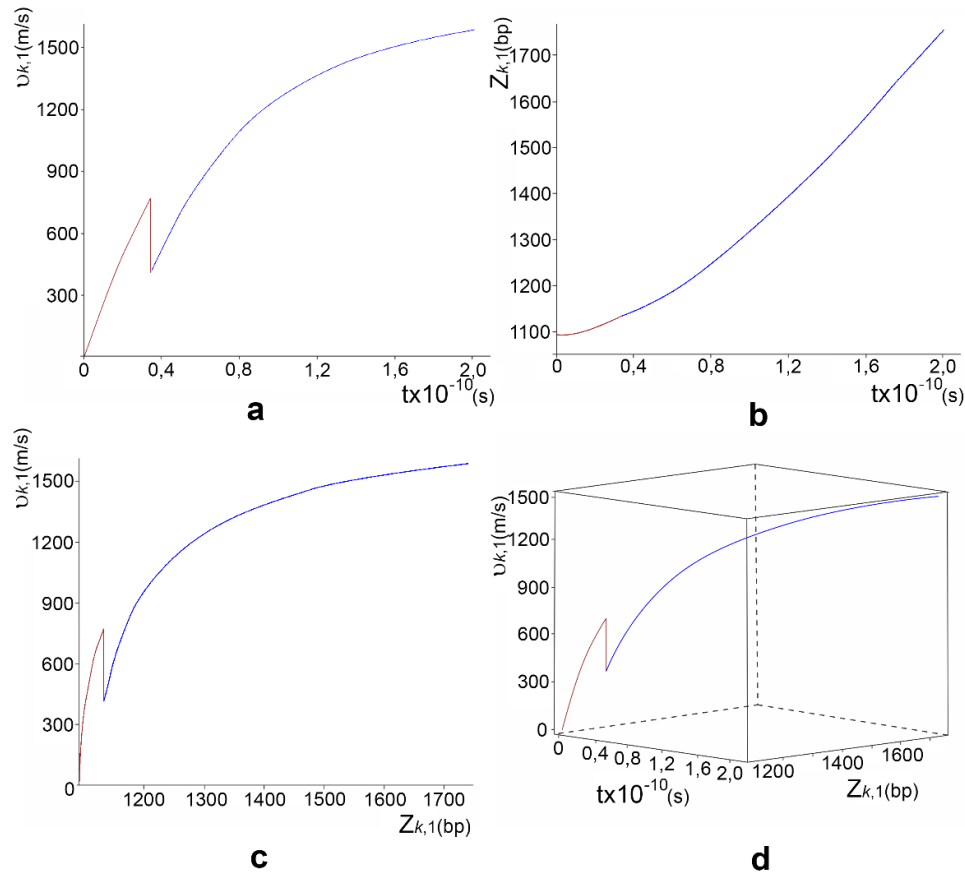 υk,1(m/s)
1500
1200
900
600
300
0 0,4 0,8 1,2 1,6 2,0
tx10⁻¹⁰(s)
a
Zk,1(bp)
1700
1600
1500
1400
1300
1200
1100
0 0,4 0,8 1,2 1,6 2,0
tx10⁻¹⁰(s)
b
υk,1(m/s)
1500
1200
900
600
300
0
1200 1300 1400 1500 1600 1700
Zk,1(bp)
c
υk,1(m/s)
1500
1200
900
600
300
0
0 0,4 0,8 1,2 1,6 2,0
tx10⁻¹⁰(s)
1200 1400 1600
Zk,1(bp)
d